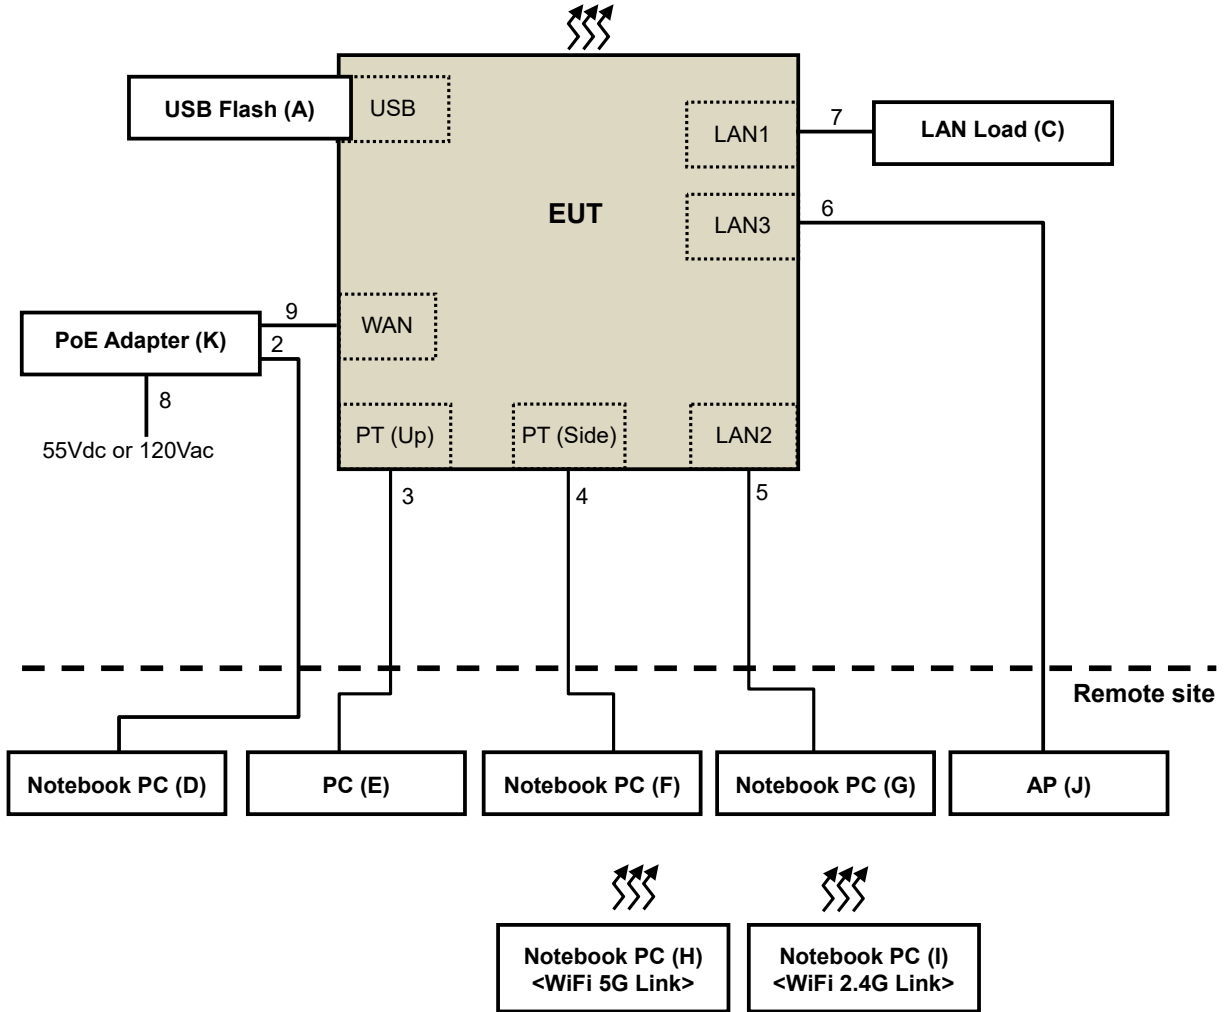 USB Flash (A)
USB
LAN1
7
LAN Load (C)
EUT
LAN3
6
9
WAN
PoE Adapter (K)
2
8
55Vdc or 120Vac
PT (Up)
PT (Side)
LAN2
3
4
5
Remote site
Notebook PC (D)
PC (E)
Notebook PC (F)
Notebook PC (G)
AP (J)
Notebook PC (H)
<WiFi 5G Link>
Notebook PC (I)
<WiFi 2.4G Link>